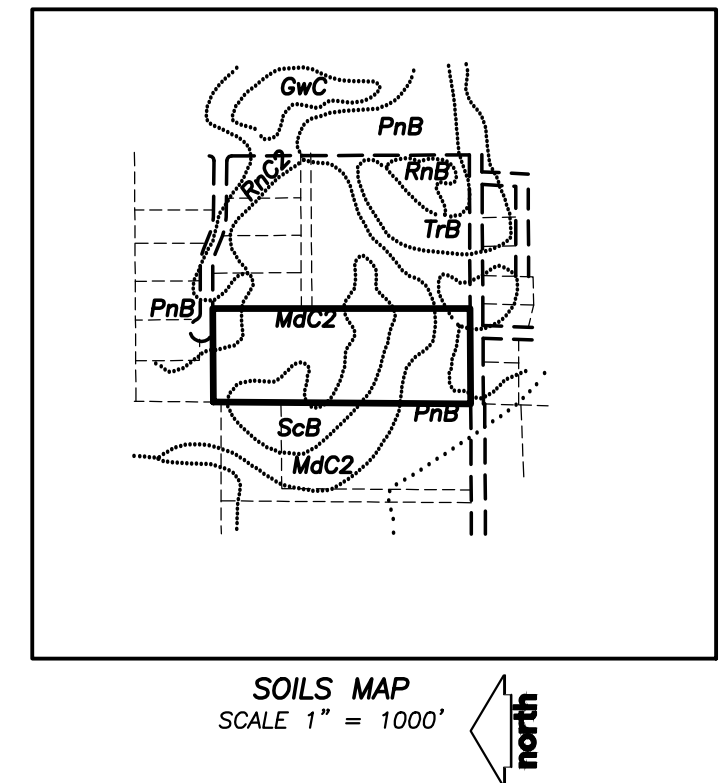 GwC
PnB
RnC2
RnB
TrB
PnB
MdC2
PnB
ScB
MdC2
SOILS MAP
SCALE 1" = 1000'
north